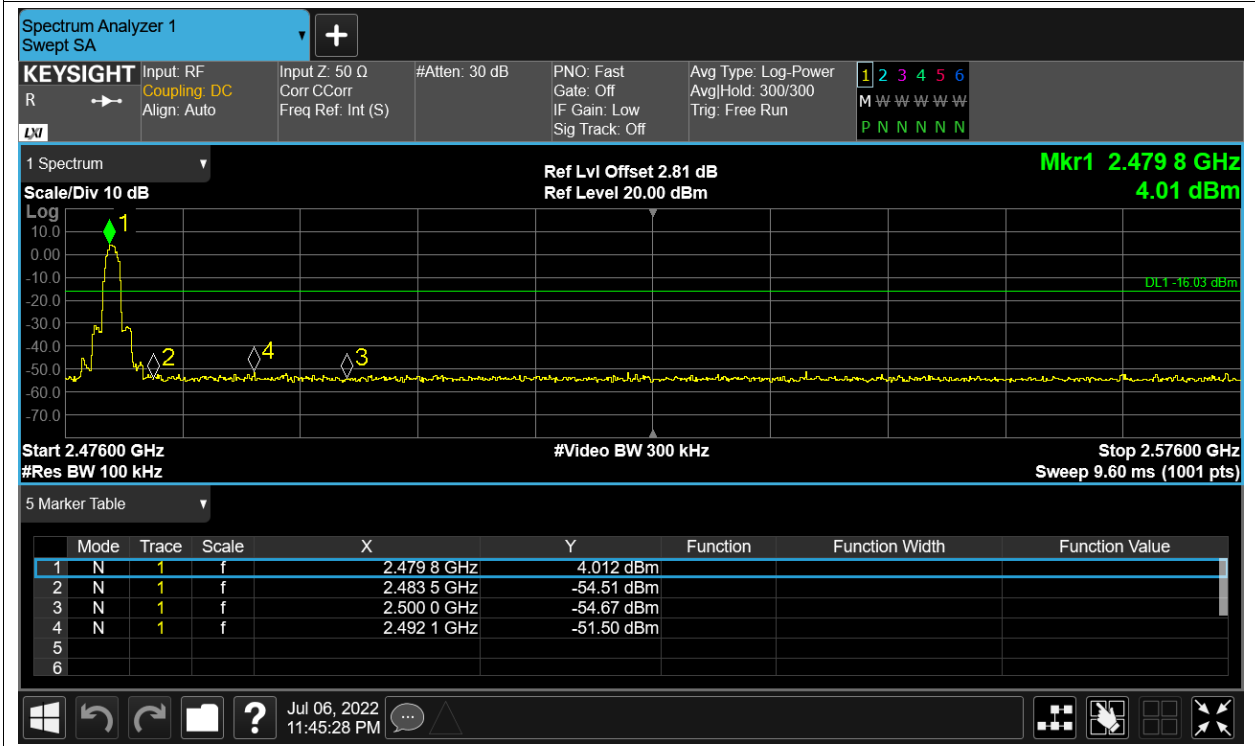 Spectrum Analyzer 1
Swept SA
+
KEYSIGHT Input: RF Input Z: 50 Ω #Atten: 30 dB PNO: Fast Avg Type: Log-Power 1 2 3 4 5 6
R Coupling: DC Corr CCorr Gate: Off Avg|Hold: 300/300 M W W W W W
Align: Auto Freq Ref: Int (S) IF Gain: Low Trig: Free Run
LXI Sig Track: Off P N N N N N
1 Spectrum Ref Lvl Offset 2.81 dB Mkr1 2.479 8 GHz
Scale/Div 10 dB Ref Level 20.00 dBm 4.01 dBm
Log
1
10.0
0.00
-10.0
DL1 -16.03 dBm
-20.0
-30.0
-40.0
2 4 3
-50.0
-60.0
-70.0
Start 2.47600 GHz #Video BW 300 kHz Stop 2.57600 GHz
#Res BW 100 kHz Sweep 9.60 ms (1001 pts)
5 Marker Table
Mode Trace Scale X Y Function Function Width Function Value
1 N 1 f 2.479 8 GHz 4.012 dBm
2 N 1 f 2.483 5 GHz -54.51 dBm
3 N 1 f 2.500 0 GHz -54.67 dBm
4 N 1 f 2.492 1 GHz -51.50 dBm
5
6
? Jul 06, 2022
11:45:28 PM